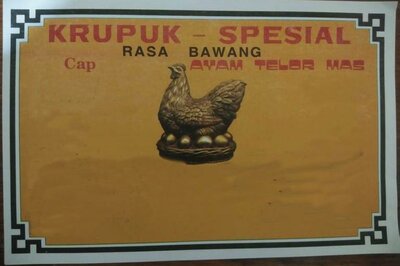 KRUPUK - SPESIAL
RASA BAWANG
Cap AYAM TELOR MAS